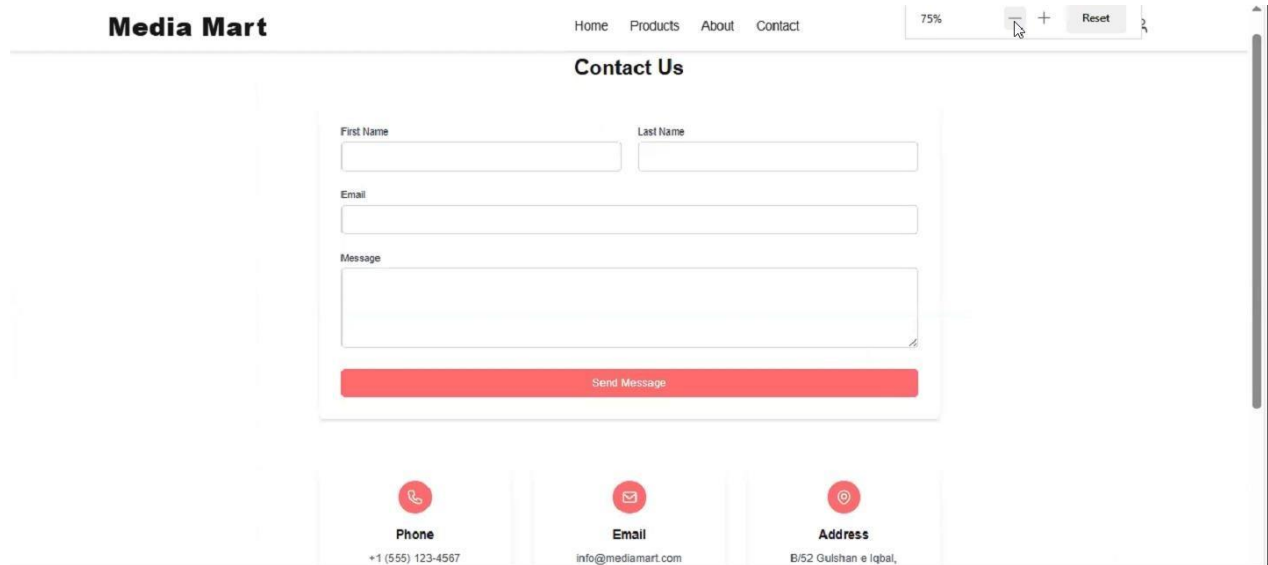 Media Mart
Home Products About Contact
75% Reset
Contact Us
First Name Last Name
Email
Message
Send Message
Phone Email Address
+1 (555) 123-4567 info@mediamart.com B/52 Gulshan e Iqbal,